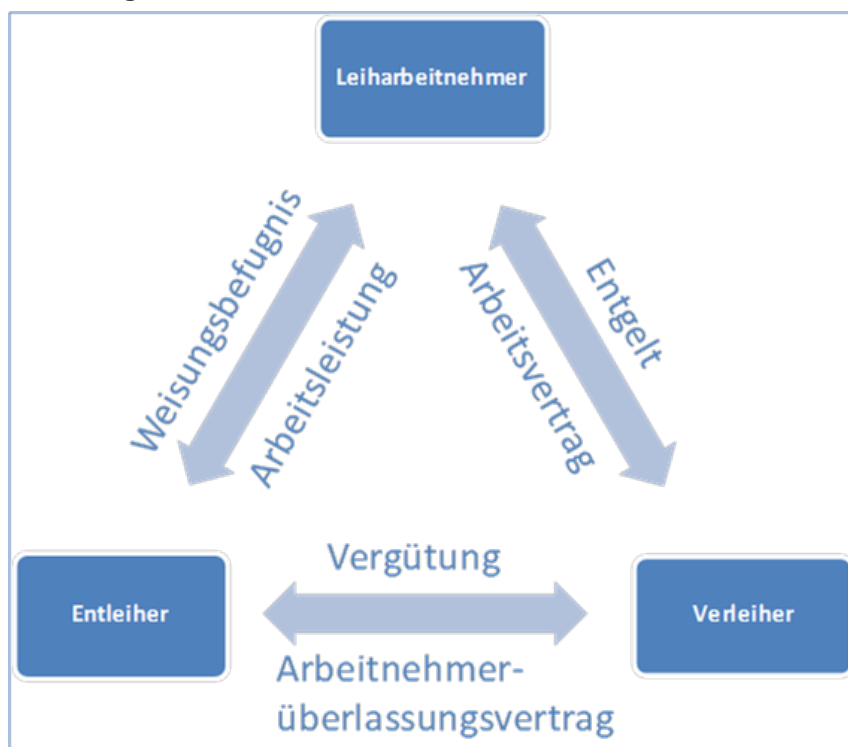 Leiharbeitnehmer
Weisungsbefugnis
Arbeitsleistung
Arbeitsvertrag
Entgelt
Entleiher
Vergütung
Arbeitnehmer-
überlassungsvertrag
Verleiher